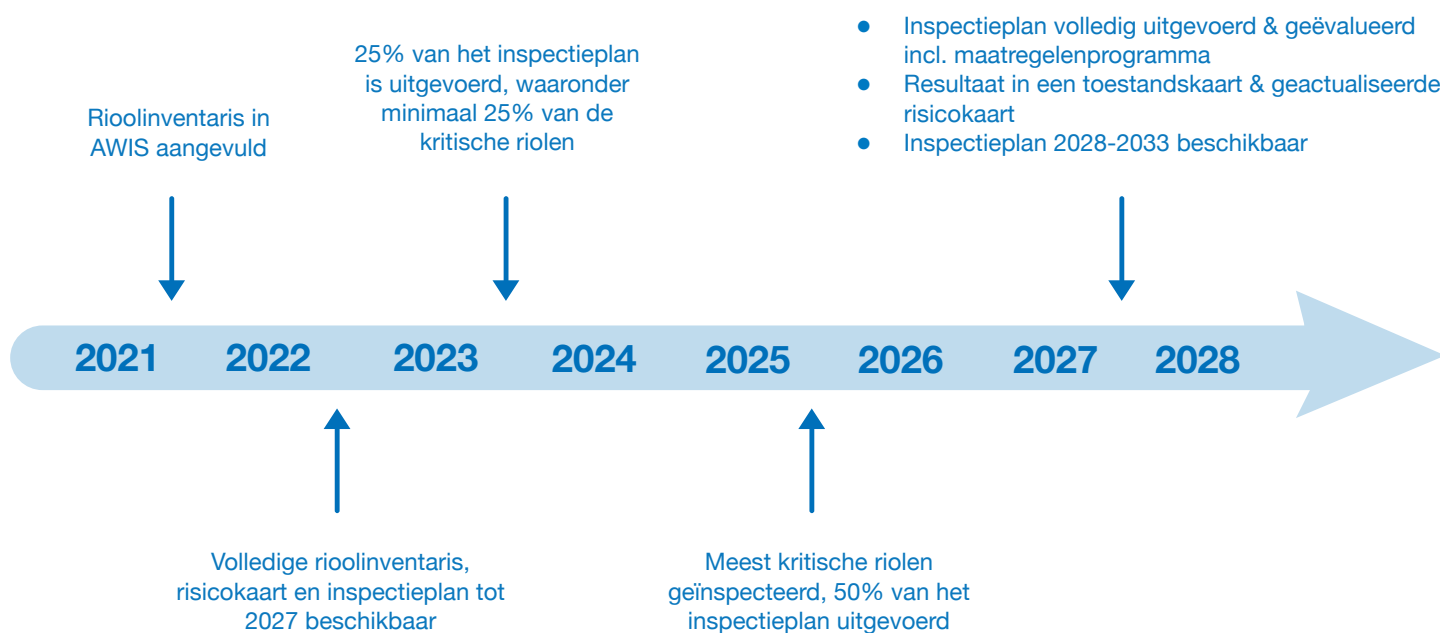 Rioolinventaris in
AWIS aangevuld
25% van het inspectieplan
is uitgevoerd, waaronder
minimaal 25% van de
kritische riolen
● Inspectieplan volledig uitgevoerd & geëvalueerd
incl. maatregelenprogramma
● Resultaat in een toestandskaart & geactualiseerde
risicokaart
● Inspectieplan 2028-2033 beschikbaar
2021 2022 2023 2024 2025 2026 2027 2028
Volledige rioolinventaris,
risicokaart en inspectieplan tot
2027 beschikbaar
Meest kritische riolen
geïnspecteerd, 50% van het
inspectieplan uitgevoerd